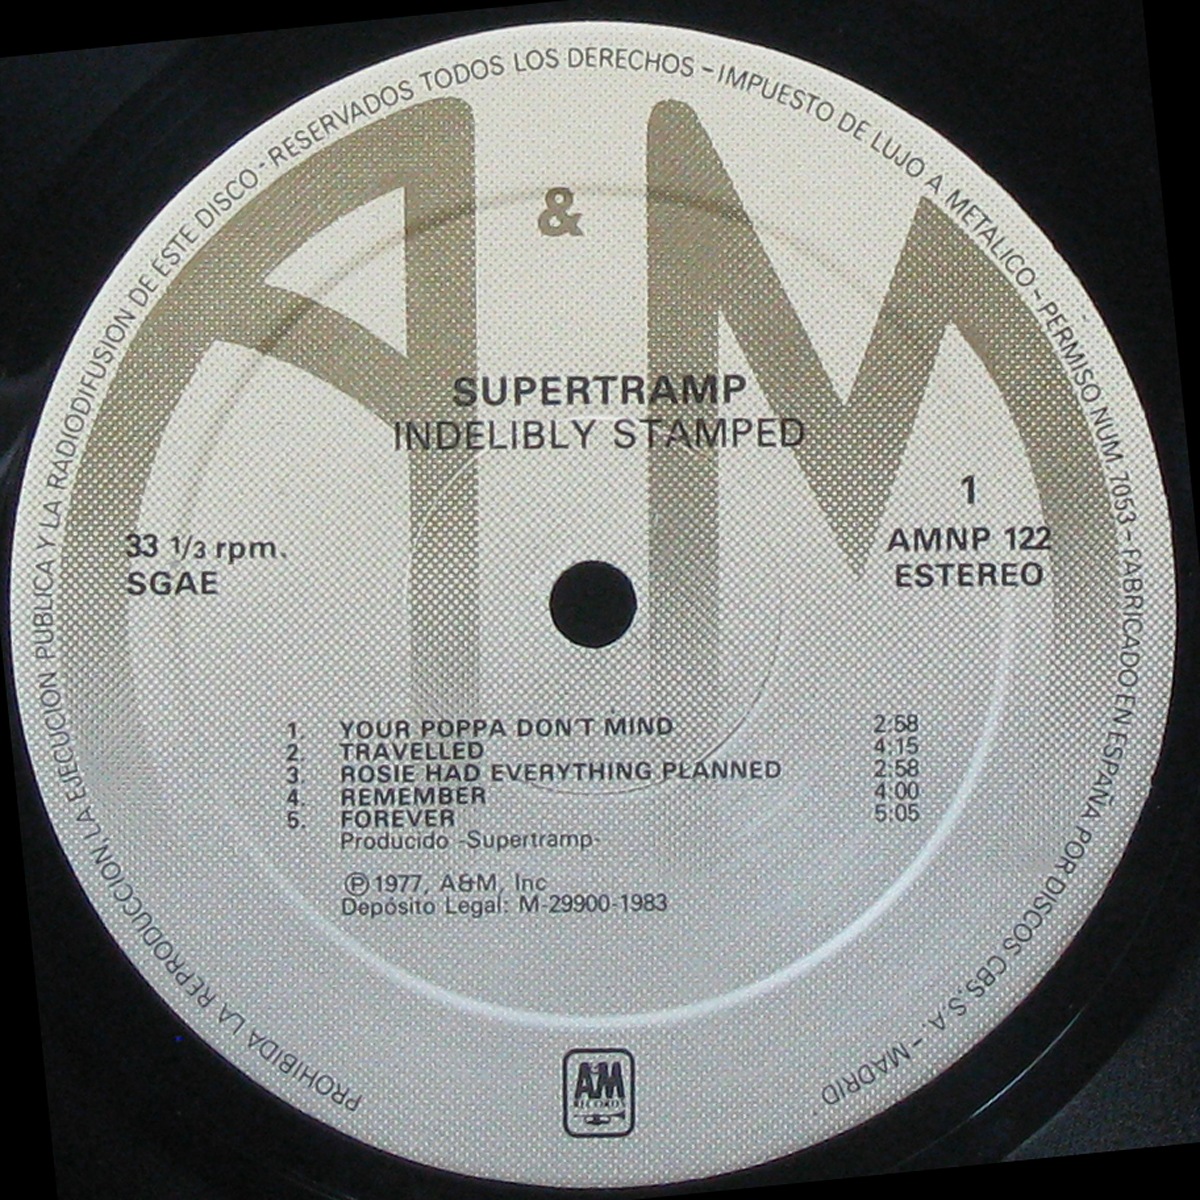 PROHIBIDA LA REPRODUCCION, LA EJECUCION PUBLICA Y LA RADIODIFUSION DE ESTE DISCO - RESERVADOS TODOS LOS DERECHOS - IMPUESTO DE LUJO A METALICO - PERMISO NUM 7053 - FABRICADO EN ESPAÑA POR DISCOS CBS, S.A. - MADRID
A & M
SUPERTRAMP
INDELIBLY STAMPED
1
33 1/3 rpm.
AMNP 122
SGAE
ESTEREO
1. YOUR POPPA DON'T MIND 2:58
2. TRAVELLED 4:15
3. ROSIE HAD EVERYTHING PLANNED 2:58
4. REMEMBER 4:00
5. FOREVER 5:05
Producido -Supertramp-
Ⓟ 1977, A&M, Inc
Depósito Legal: M-29900-1983
A&M
RECORDS